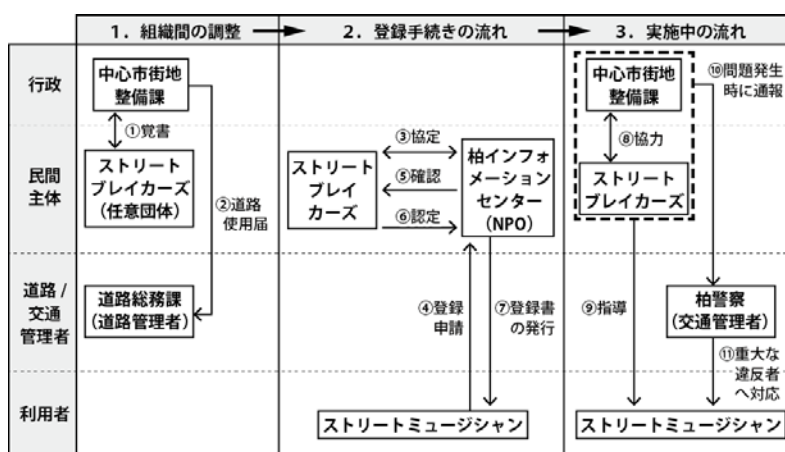 1．組織間の調整
2．登録手続きの流れ
3．実施中の流れ
行政
中心市街地
整備課
①覚書
民間
主体
ストリート
ブレイカーズ
（任意団体）
②道路
使用届
道路 /
交通
管理者
道路総務課
（道路管理者）
利用者
ストリート
ブレイ
カーズ
③協定
⑤確認
⑥認定
柏インフォ
メーション
センター
（NPO）
④登録
申請
⑦登録書
の発行
ストリートミュージシャン
中心市街地
整備課
⑧協力
ストリート
ブレイカーズ
⑩問題発生
時に通報
⑨指導
柏警察
（交通管理者）
⑪重大な
違反者
へ対応
ストリートミュージシャン